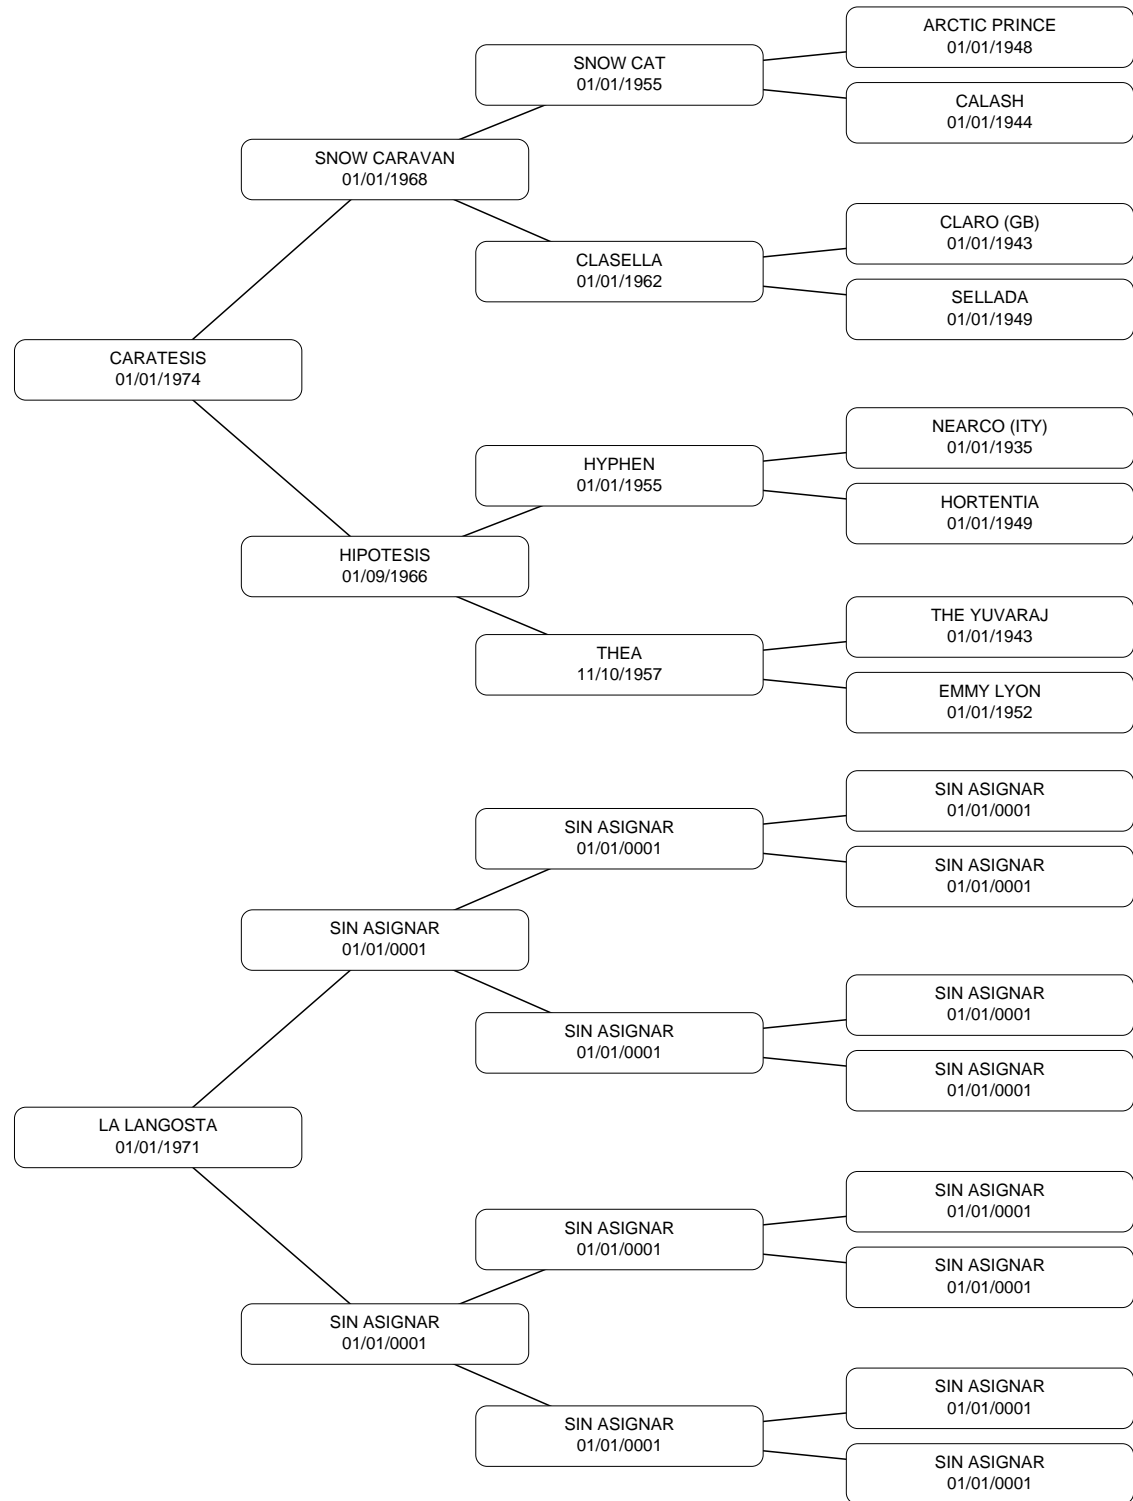 ARCTIC PRINCE
01/01/1948
SNOW CAT
01/01/1955
CALASH
01/01/1944
SNOW CARAVAN
01/01/1968
CLARO (GB)
01/01/1943
CLASELLA
01/01/1962
SELLADA
01/01/1949
CARATESIS
01/01/1974
NEARCO (ITY)
01/01/1935
HYPHEN
01/01/1955
HORTENTIA
01/01/1949
HIPOTESIS
01/09/1966
THE YUVARAJ
01/01/1943
THEA
11/10/1957
EMMY LYON
01/01/1952
SIN ASIGNAR
01/01/0001
SIN ASIGNAR
01/01/0001
SIN ASIGNAR
01/01/0001
SIN ASIGNAR
01/01/0001
SIN ASIGNAR
01/01/0001
SIN ASIGNAR
01/01/0001
SIN ASIGNAR
01/01/0001
LA LANGOSTA
01/01/1971
SIN ASIGNAR
01/01/0001
SIN ASIGNAR
01/01/0001
SIN ASIGNAR
01/01/0001
SIN ASIGNAR
01/01/0001
SIN ASIGNAR
01/01/0001
SIN ASIGNAR
01/01/0001
SIN ASIGNAR
01/01/0001